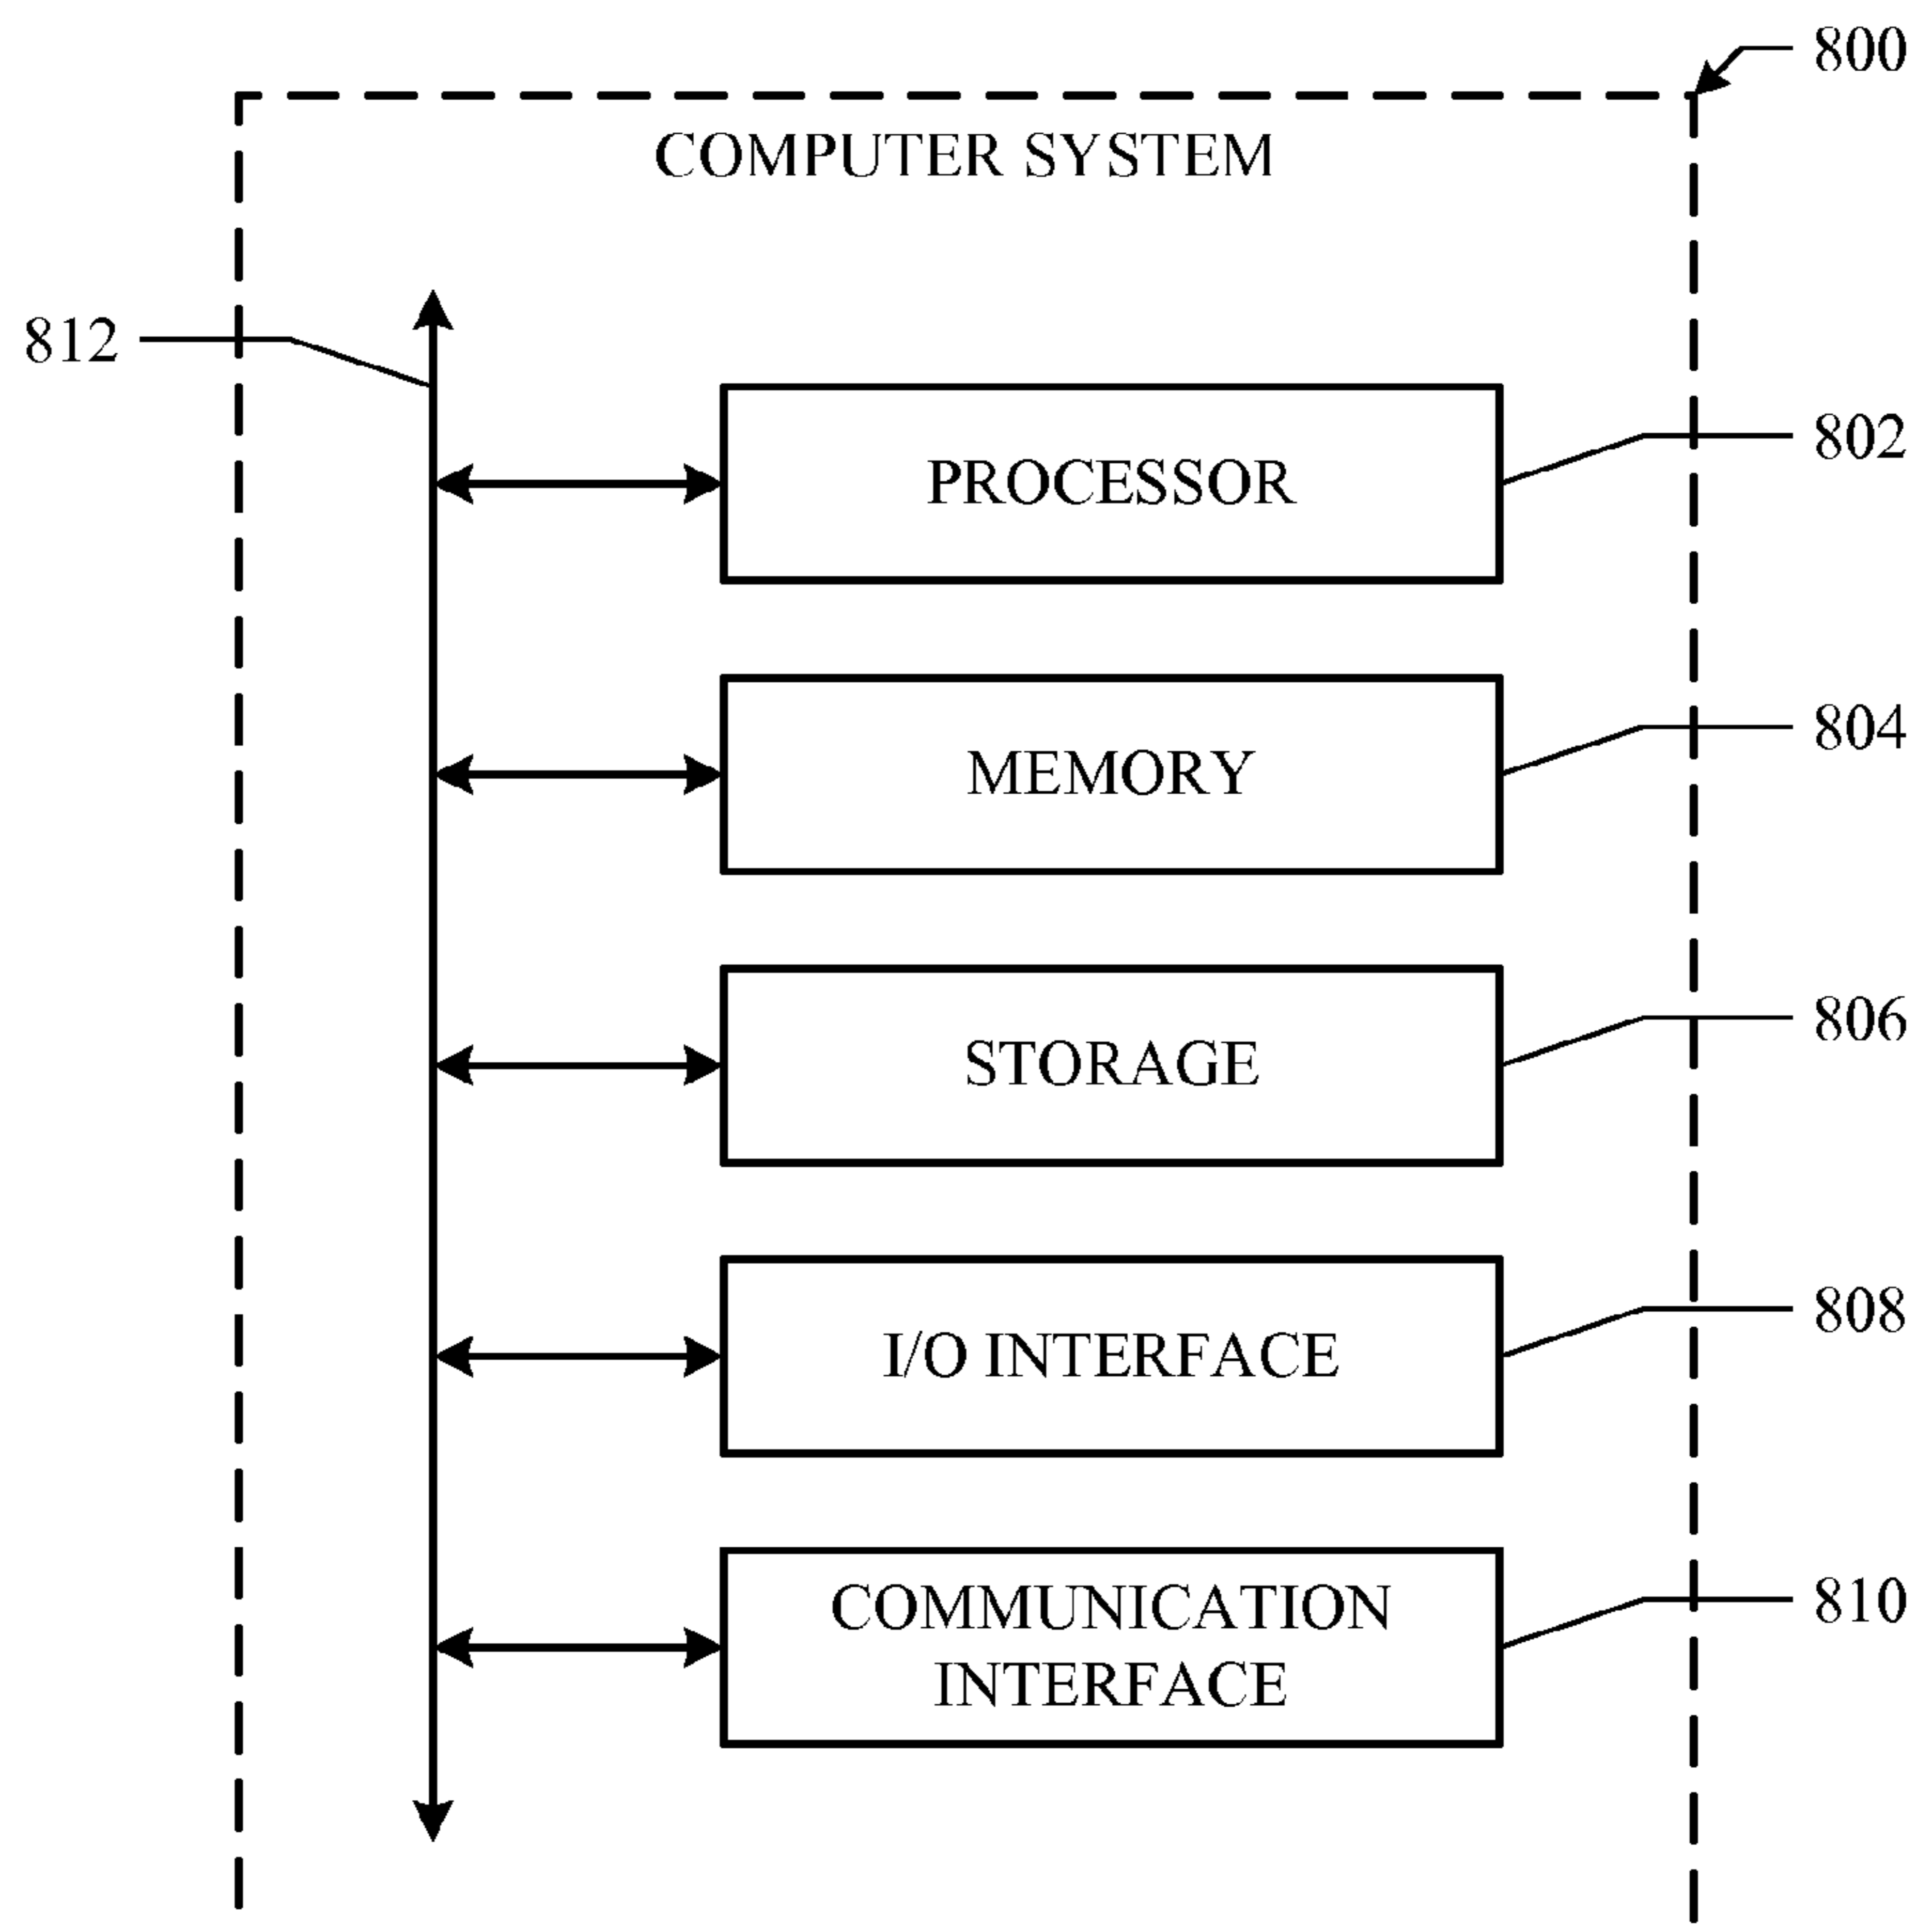 800
COMPUTER SYSTEM
812
802
PROCESSOR
804
MEMORY
806
STORAGE
808
I/O INTERFACE
810
COMMUNICATION
INTERFACE